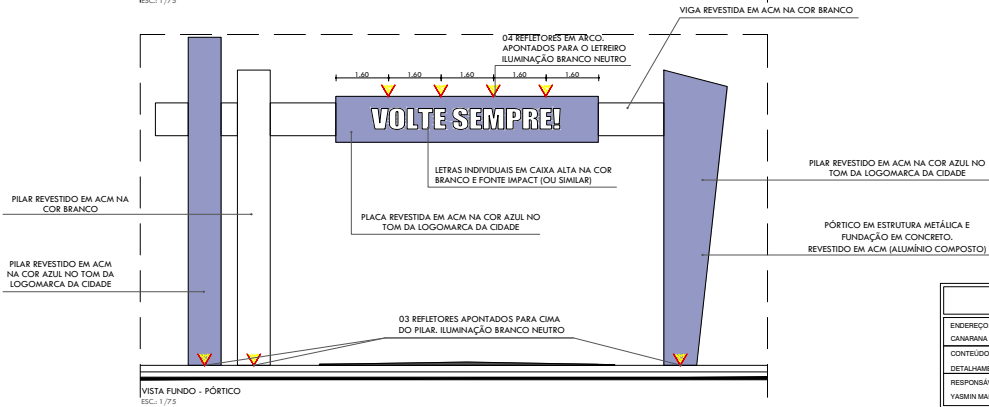 ESC.: 1/75
VIGA REVESTIDA EM ACM NA COR BRANCO
04 REFLETORES EM ARCO.
APONTADOS PARA O LETREIRO
ILUMINAÇÃO BRANCO NEUTRO
1.60 1.60 1.60 1.60 1.60
VOLTE SEMPRE!
LETRAS INDIVIDUAIS EM CAIXA ALTA NA COR
BRANCO E FONTE IMPACT (OU SIMILAR)
PILAR REVESTIDO EM ACM NA COR AZUL NO
TOM DA LOGOMARCA DA CIDADE
PILAR REVESTIDO EM ACM NA
COR BRANCO
PLACA REVESTIDA EM ACM NA COR AZUL NO
TOM DA LOGOMARCA DA CIDADE
PÓRTICO EM ESTRUTURA METÁLICA E
FUNDAÇÃO EM CONCRETO.
REVESTIDO EM ACM (ALUMÍNIO COMPOSTO)
PILAR REVESTIDO EM ACM
NA COR AZUL NO TOM DA
LOGOMARCA DA CIDADE
03 REFLETORES APONTADOS PARA CIMA
DO PILAR. ILUMINAÇÃO BRANCO NEUTRO
ENDEREÇO
CANARANA
CONTEÚDO
DETALHAME
RESPONSÁV
YASMIN MA
VISTA FUNDO - PÓRTICO
ESC.: 1/75